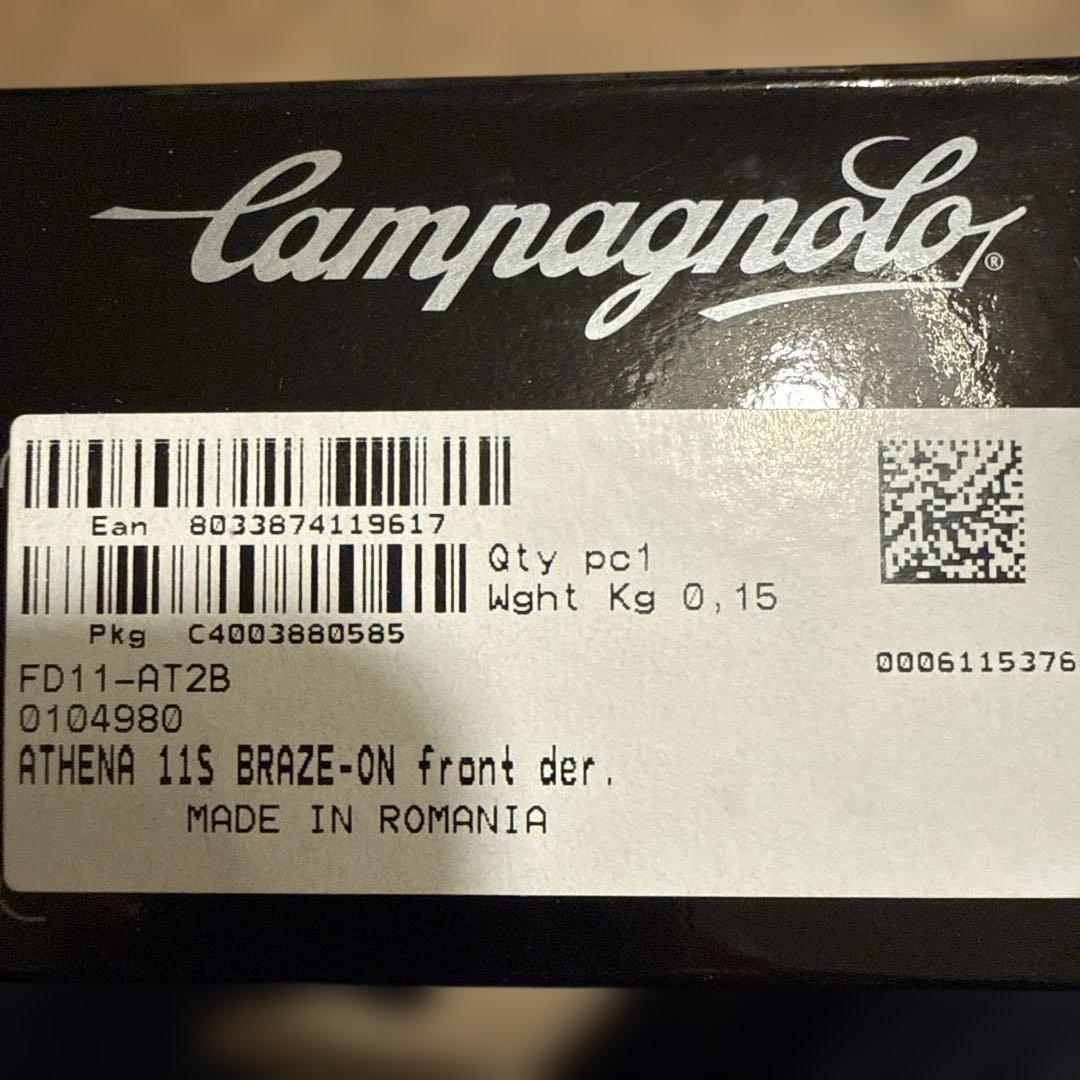 Campagnolo®
Ean 8033874119617
Qty pc1
Wght Kg 0,15
Pkg C4003880585
0006115376
FD11-AT2B
0104980
ATHENA 11S BRAZE-ON front der.
MADE IN ROMANIA